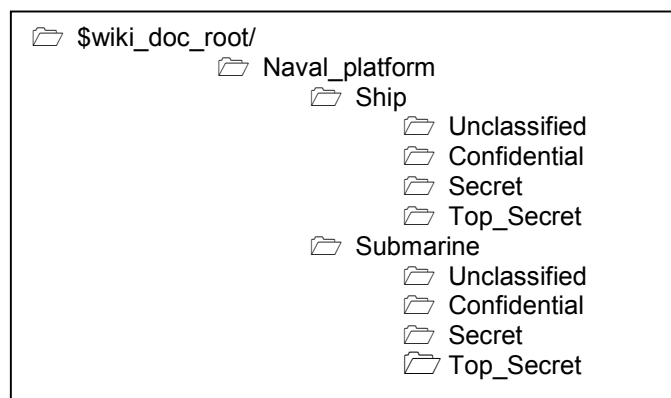 $wiki_doc_root/
Naval_platform
Ship
Unclassified
Confidential
Secret
Top_Secret
Submarine
Unclassified
Confidential
Secret
Top_Secret